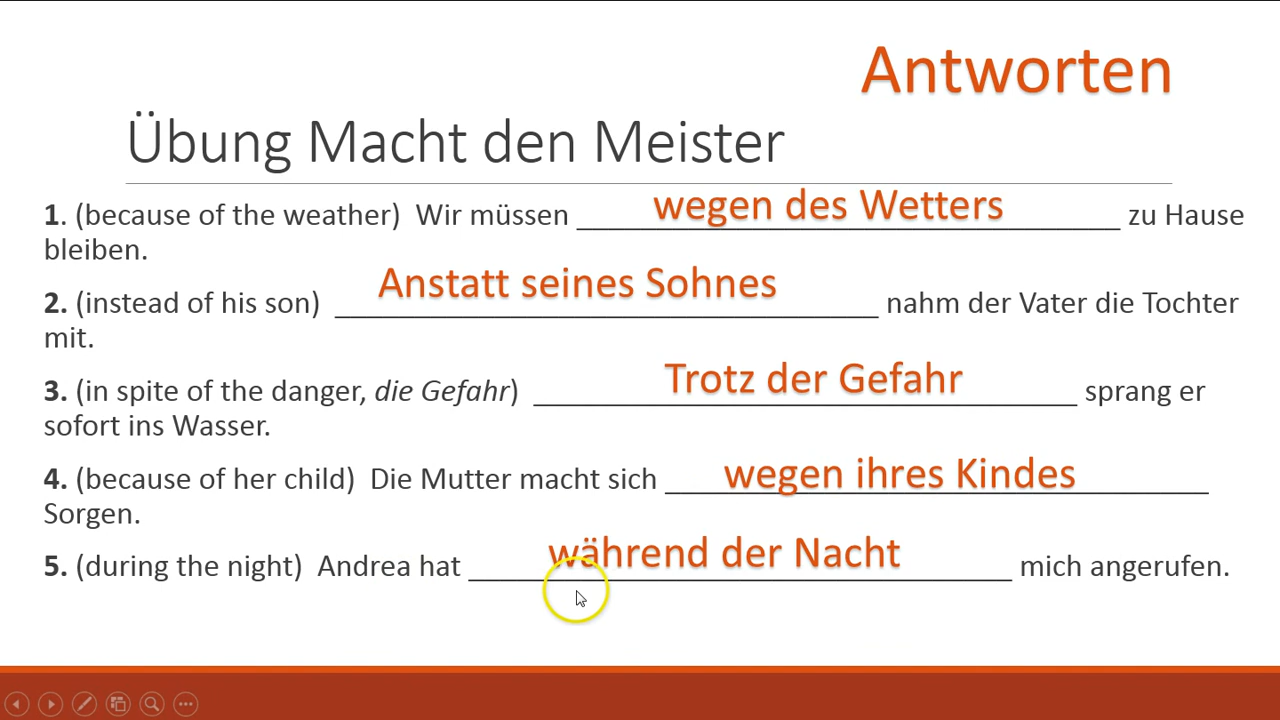 Antworten
Übung Macht den Meister
1. (because of the weather) Wir müssen wegen des Wetters zu Hause
bleiben.
2. (instead of his son) Anstatt seines Sohnes nahm der Vater die Tochter
mit.
3. (in spite of the danger, die Gefahr) Trotz der Gefahr sprang er
sofort ins Wasser.
4. (because of her child) Die Mutter macht sich wegen ihres Kindes
Sorgen.
5. (during the night) Andrea hat während der Nacht mich angerufen.